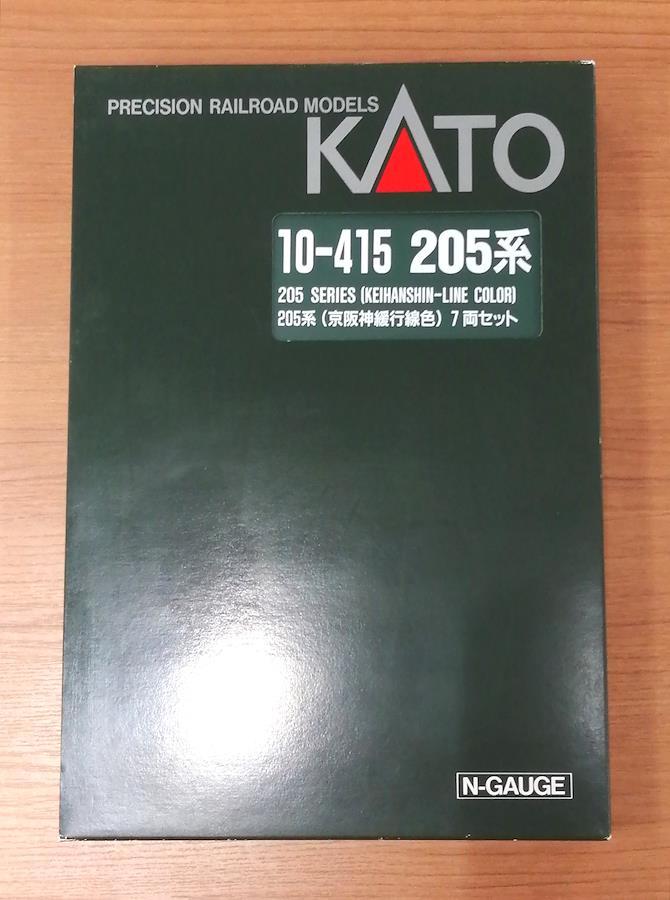 PRECISION RAILROAD MODELS
KATO
10-415 205系
205 SERIES (KEIHANSHIN-LINE COLOR)
205系 (京阪神緩行線色) 7両セット
N-GAUGE